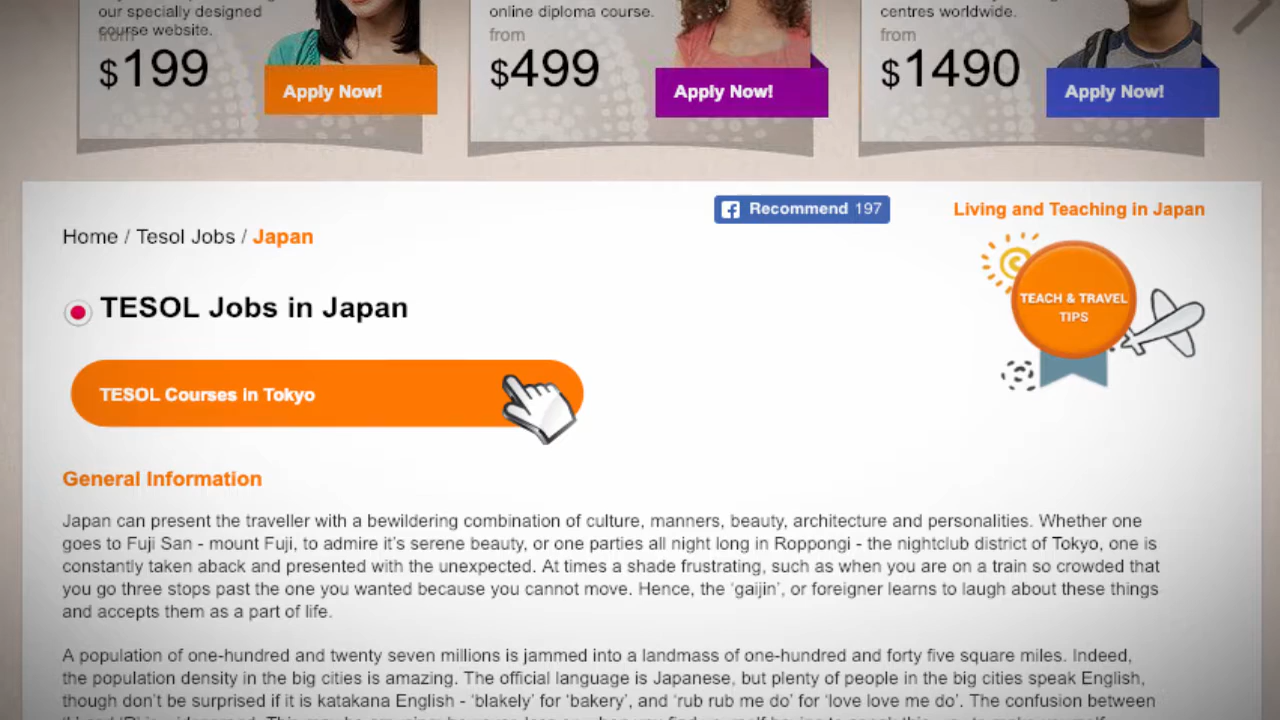 our specially designed
course website.
from
$199
Apply Now!
online diploma course.
from
$499
Apply Now!
centres worldwide.
from
$1490
Apply Now!
Recommend 197
Living and Teaching in Japan
Home / Tesol Jobs / Japan
TEACH & TRAVEL
TIPS
TESOL Jobs in Japan
TESOL Courses in Tokyo
General Information
Japan can present the traveller with a bewildering combination of culture, manners, beauty, architecture and personalities. Whether one
goes to Fuji San - mount Fuji, to admire it's serene beauty, or one parties all night long in Roppongi - the nightclub district of Tokyo, one is
constantly taken aback and presented with the unexpected. At times a shade frustrating, such as when you are on a train so crowded that
you go three stops past the one you wanted because you cannot move. Hence, the 'gaijin', or foreigner learns to laugh about these things
and accepts them as a part of life.
A population of one-hundred and twenty seven millions is jammed into a landmass of one-hundred and forty five square miles. Indeed,
the population density in the big cities is amazing. The official language is Japanese, but plenty of people in the big cities speak English,
though don't be surprised if it is katakana English - 'blakely' for 'bakery', and 'rub rub me do' for 'love love me do'. The confusion between